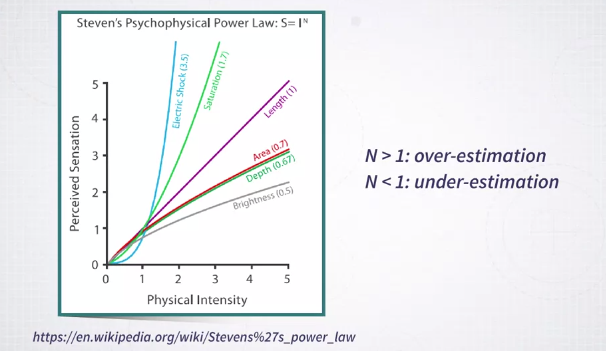 Steven's Psychophysical Power Law: S= I^N
Electric Shock (3.5)
Saturation (1.7)
Length (1)
Area (0.7)
Depth (0.67)
Brightness (0.5)
Perceived Sensation
5
4
3
2
1
0
0 1 2 3 4 5
Physical Intensity
N > 1: over-estimation
N < 1: under-estimation
https://en.wikipedia.org/wiki/Stevens%27s_power_law